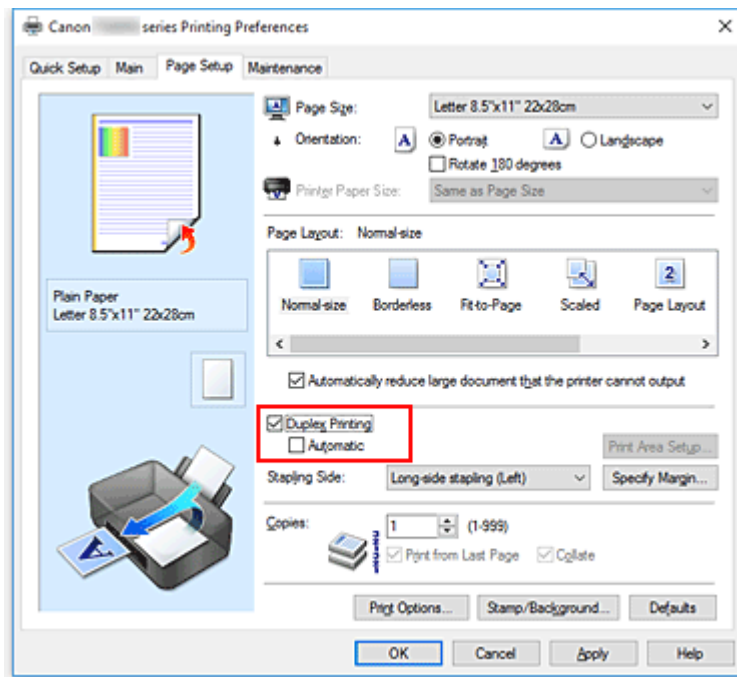 Canon series Printing Preferences
Quick Setup Main Page Setup Maintenance
Page Size: Letter 8.5"x11" 22x28cm
Orientation: A Portrait A Landscape
Rotate 180 degrees
Printer Paper Size: Same as Page Size
Page Layout: Normal-size
2
Normal-size Borderless Fit-to-Page Scaled Page Layout
Plain Paper
Letter 8.5"x11" 22x28cm
Automatically reduce large document that the printer cannot output
Duplex Printing
Automatic
Print Area Setup...
Stapling Side: Long-side stapling (Left) Specify Margin...
Copies: 1 (1-999)
Print from Last Page Collate
A
Print Options... Stamp/Background... Defaults
OK Cancel Apply Help